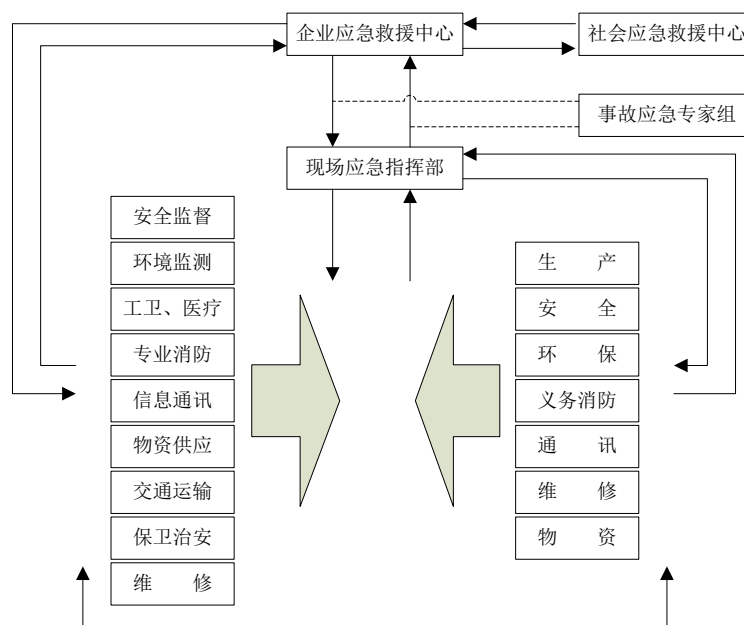 企业应急救援中心
社会应急救援中心
事故应急专家组
现场应急指挥部
安全监督
环境监测
工卫、医疗
专业消防
信息通讯
物资供应
交通运输
保卫治安
维　　修
生　　产
安　　全
环　　保
义务消防
通　　讯
维　　修
物　　资